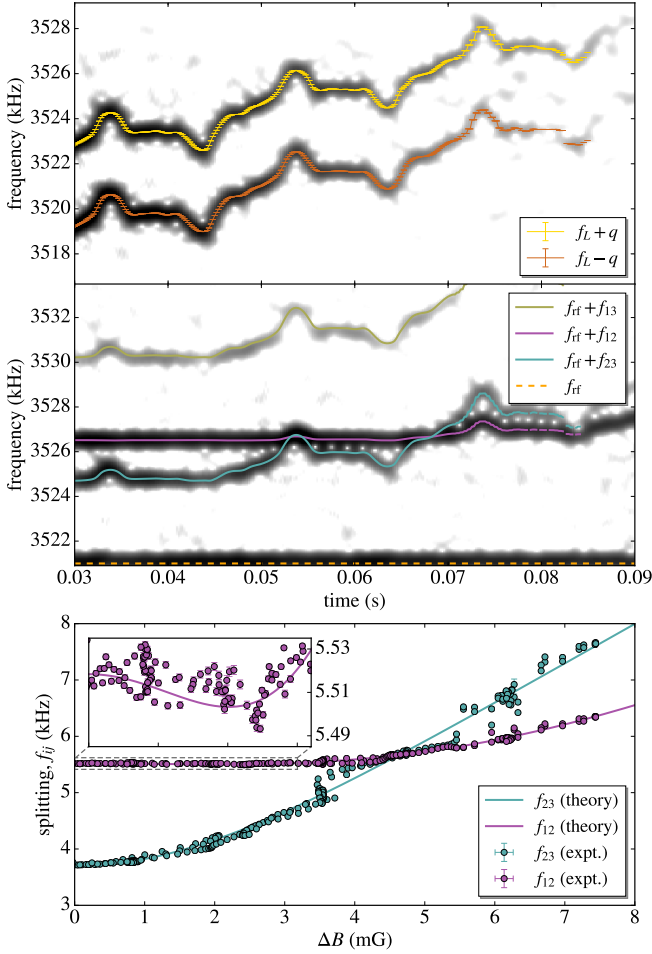 3528
3526
3524
3522
3520
3518
frequency (kHz)
f_L + q
f_L − q
3532
3530
3528
3526
3524
3522
frequency (kHz)
f_rf + f_13
f_rf + f_12
f_rf + f_23
f_rf
0.03 0.04 0.05 0.06 0.07 0.08 0.09
time (s)
8
7
6
5
4
3
splitting, f_ij (kHz)
5.53
5.51
5.49
f_23 (theory)
f_12 (theory)
f_23 (expt.)
f_12 (expt.)
0 1 2 3 4 5 6 7 8
ΔB (mG)